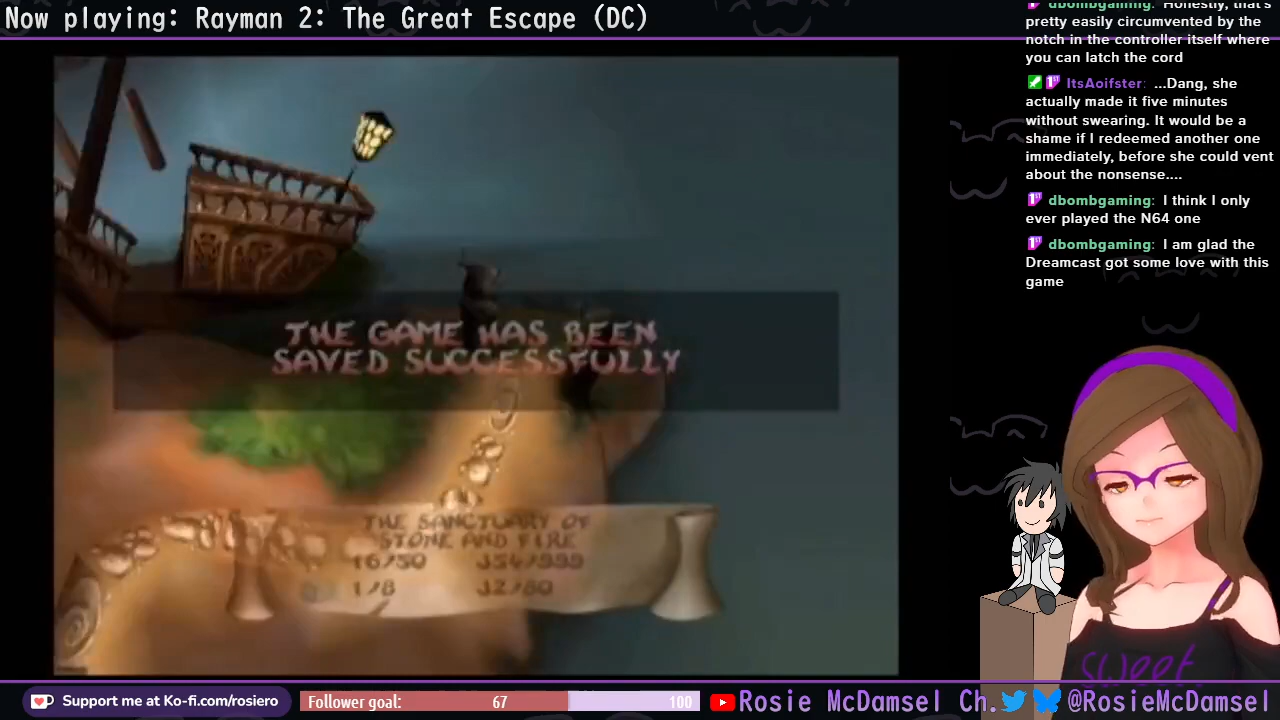 Now playing: Rayman 2: The Great Escape (DC)
dbombgaming: Honestly, that's
pretty easily circumvented by the
notch in the controller itself where
you can latch the cord
ItsAoifster: ...Dang, she
actually made it five minutes
without swearing. It would be a
shame if I redeemed another one
immediately, before she could vent
about the nonsense....
dbombgaming: I think I only
ever played the N64 one
dbombgaming: I am glad the
Dreamcast got some love with this
game
THE GAME HAS BEEN
SAVED SUCCESSFULLY
THE SANCTUARY OF
STONE AND FIRE
16/50 354/999
1/8 32/80
sweet
Support me at Ko-fi.com/rosiero
Follower goal: 67 100
Rosie McDamsel Ch. @RosieMcDamsel